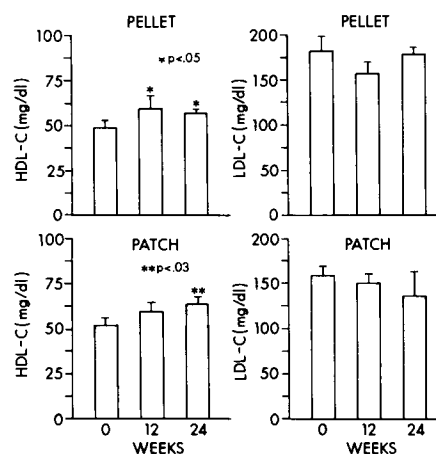 PELLET
100
75
50
25
0
HDL-C (mg/dl)
* p<.05
*
*
PELLET
200
150
100
50
0
LDL-C (mg/dl)
PATCH
100
75
50
25
0
HDL-C (mg/dl)
**p<.03
**
0 12 24
WEEKS
PATCH
200
150
100
50
0
LDL-C (mg/dl)
0 12 24
WEEKS